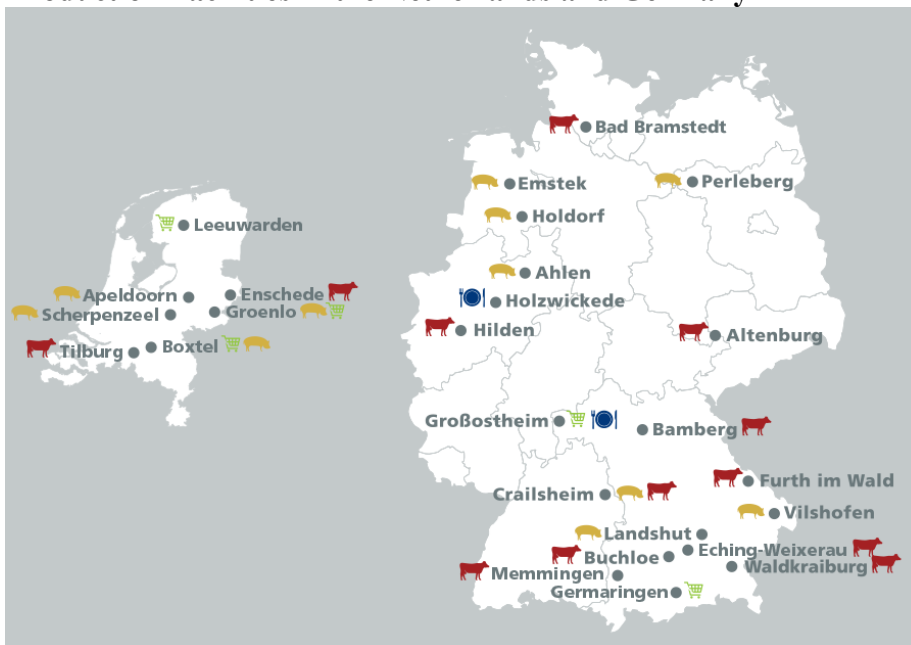 Bad Bramstedt
Emstek
Perleberg
Holdorf
Leeuwarden
Ahlen
Apeldoorn
Enschede
Holzwickede
Scherpenzeel
Groenlo
Hilden
Altenburg
Tilburg
Boxtel
Großostheim
Bamberg
Furth im Wald
Crailsheim
Vilshofen
Landshut
Eching-Weixerau
Buchloe
Waldkraiburg
Memmingen
Germaringen